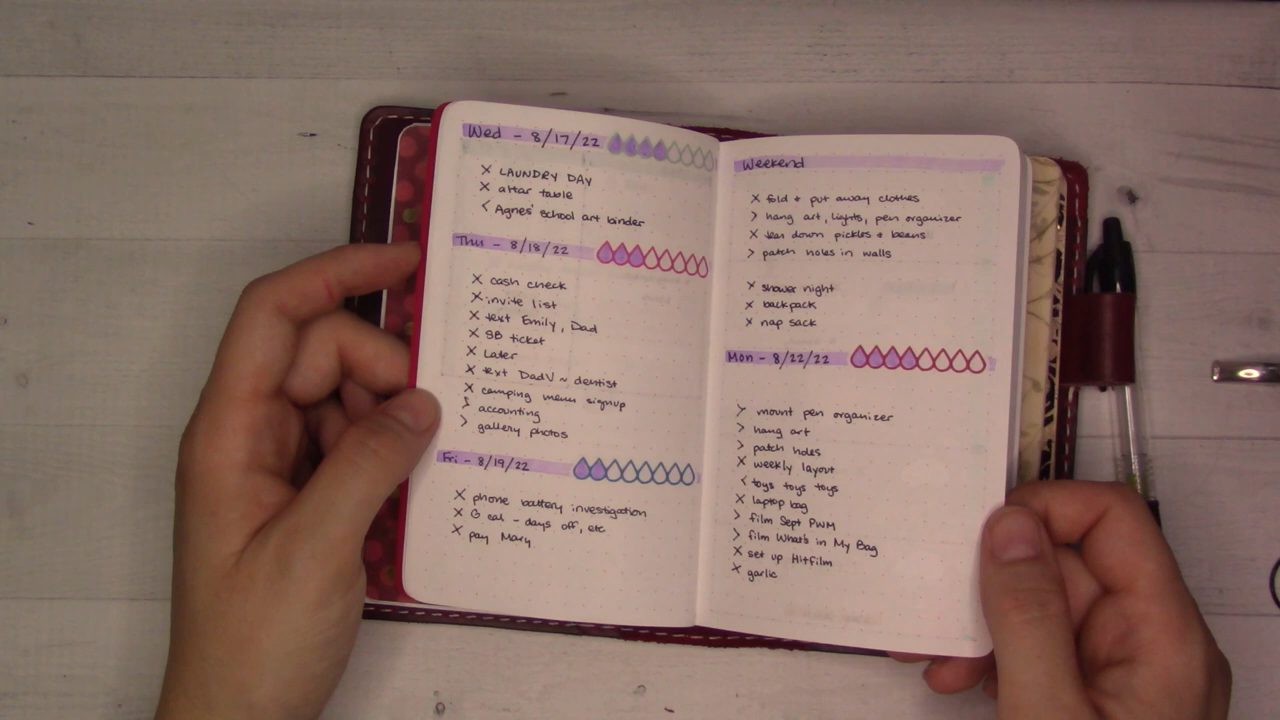 Wed - 8/17/22
X LAUNDRY DAY
X altar table
< Agnes' school art binder
Thu - 8/18/22
X cash check
X invite list
X text Emily, Dad
X SB ticket
X Later
X text DadV ~ dentist
X camping menu signup
> accounting
> gallery photos
Fri - 8/19/22
X phone battery investigation
X G cal - days off, etc
X pay Mary
Weekend
X fold + put away clothes
> hang art, lights, pen organizer
X tear down pickles + beans
> patch holes in walls
X shower night
X backpack
X nap sack
Mon - 8/22/22
> mount pen organizer
> hang art
> patch holes
X weekly layout
< toys toys toys
X laptop bag
> film Sept PWM
> film What's in My Bag
X set up Hitfilm
X garlic